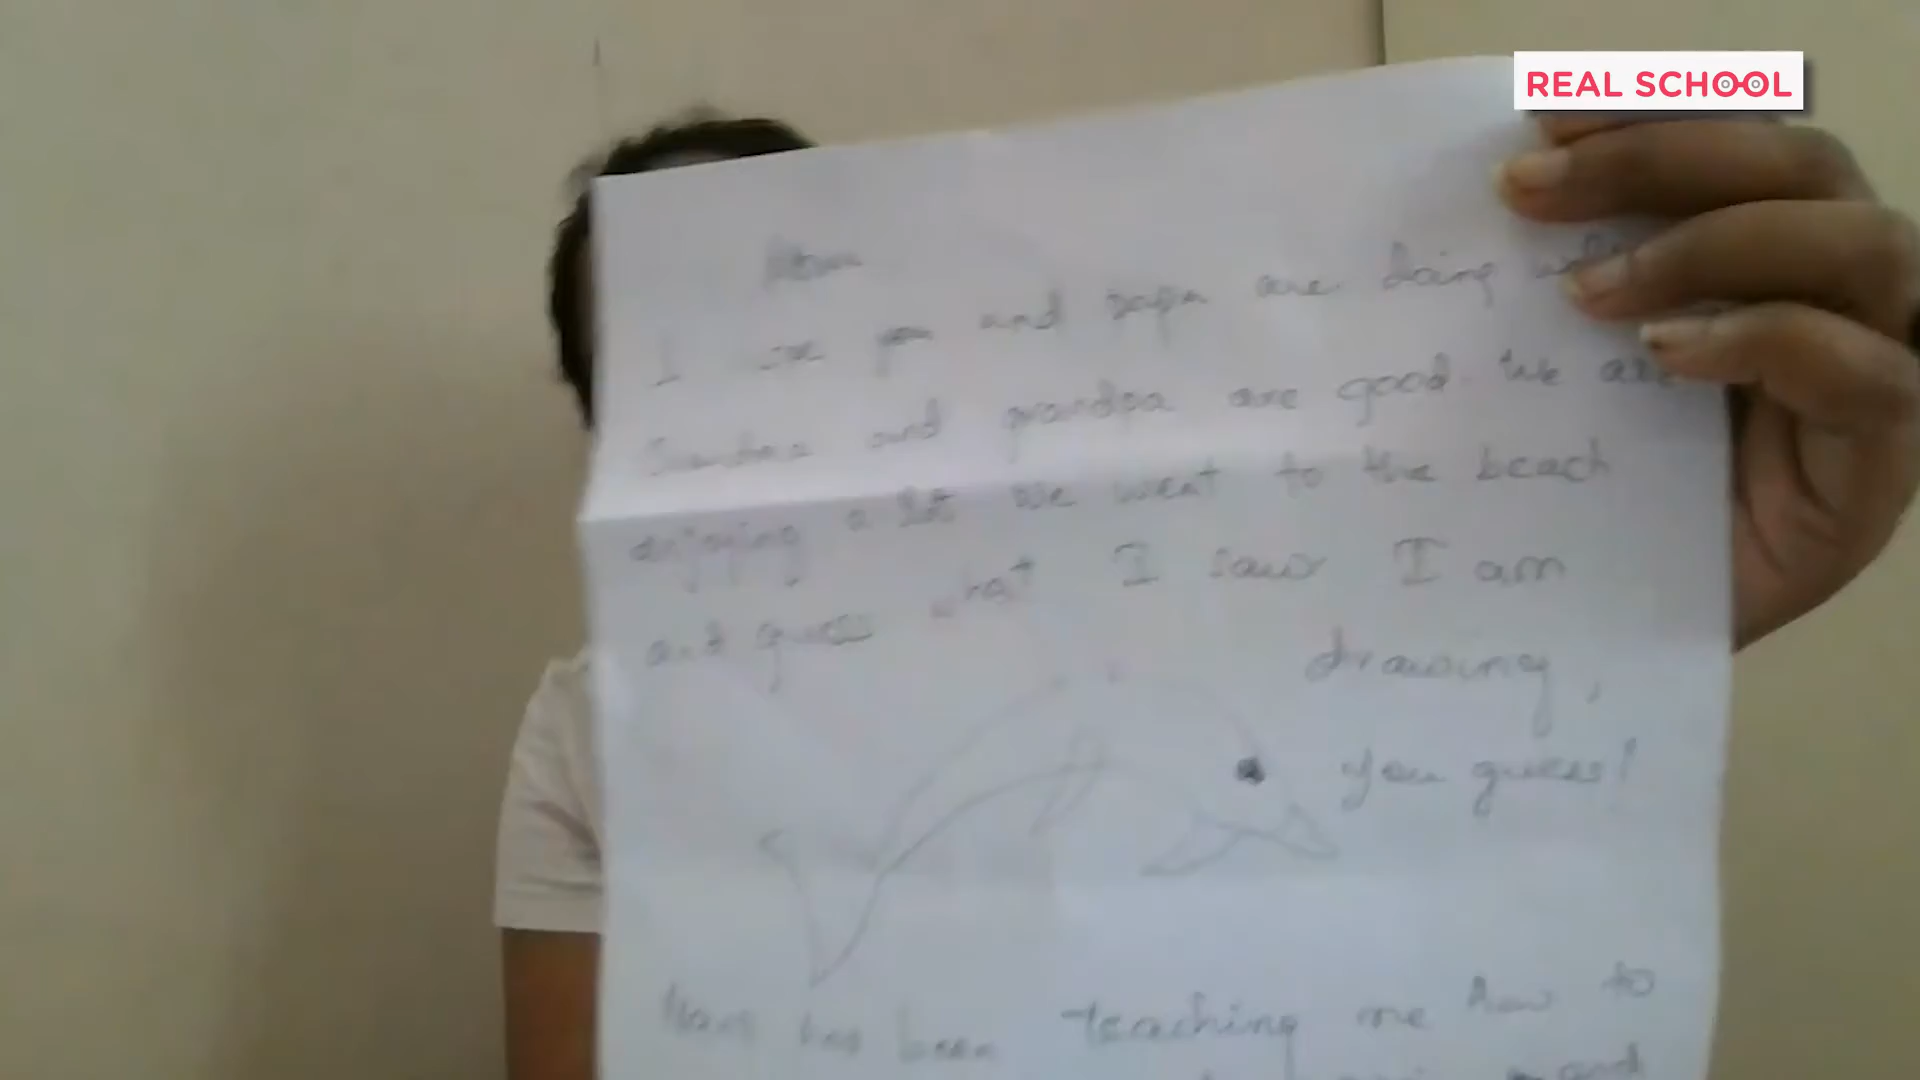 REAL SCHOOL
Mom
I you and papa are doing
and grandpa are good We are
enjoying a lot We went to the beach
and guess what I saw I am
drawing,
you guess!
has been teaching me how to
and